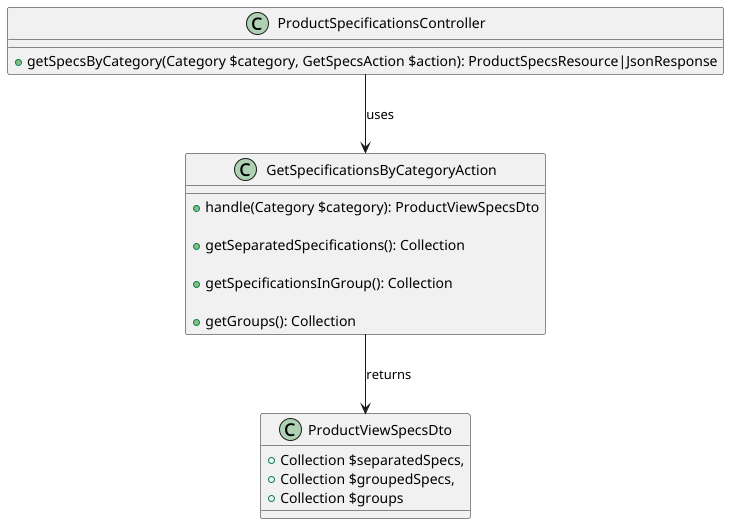 C ProductSpecificationsController
getSpecsByCategory(Category $category, GetSpecsAction $action): ProductSpecsResource|JsonResponse
uses
C GetSpecificationsByCategoryAction
handle(Category $category): ProductViewSpecsDto
getSeparatedSpecifications(): Collection
getSpecificationsInGroup(): Collection
getGroups(): Collection
returns
C ProductViewSpecsDto
Collection $separatedSpecs,
Collection $groupedSpecs,
Collection $groups